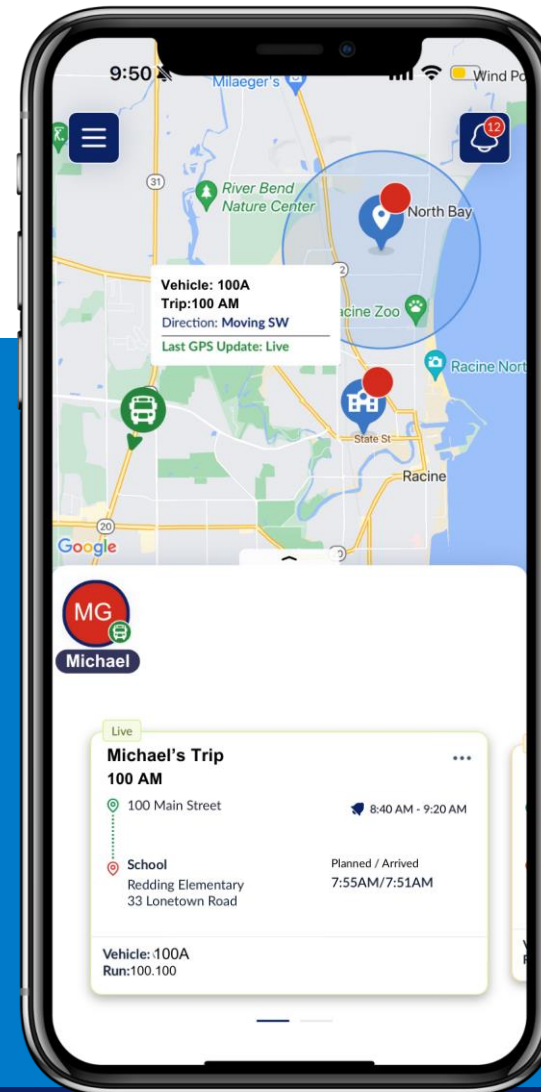 9:50
Milaeger's
Wind Po
12
31
River Bend
Nature Center
North Bay
Vehicle: 100A
Trip:100 AM
Direction: Moving SW
Last GPS Update: Live
acine Zoo
Racine Nort
State St
Racine
20
Google
MG
Michael
Live
Michael's Trip
100 AM
100 Main Street
8:40 AM - 9:20 AM
School
Planned / Arrived
Redding Elementary
7:55AM/7:51AM
33 Lonetown Road
Vehicle: 100A
Run:100.100